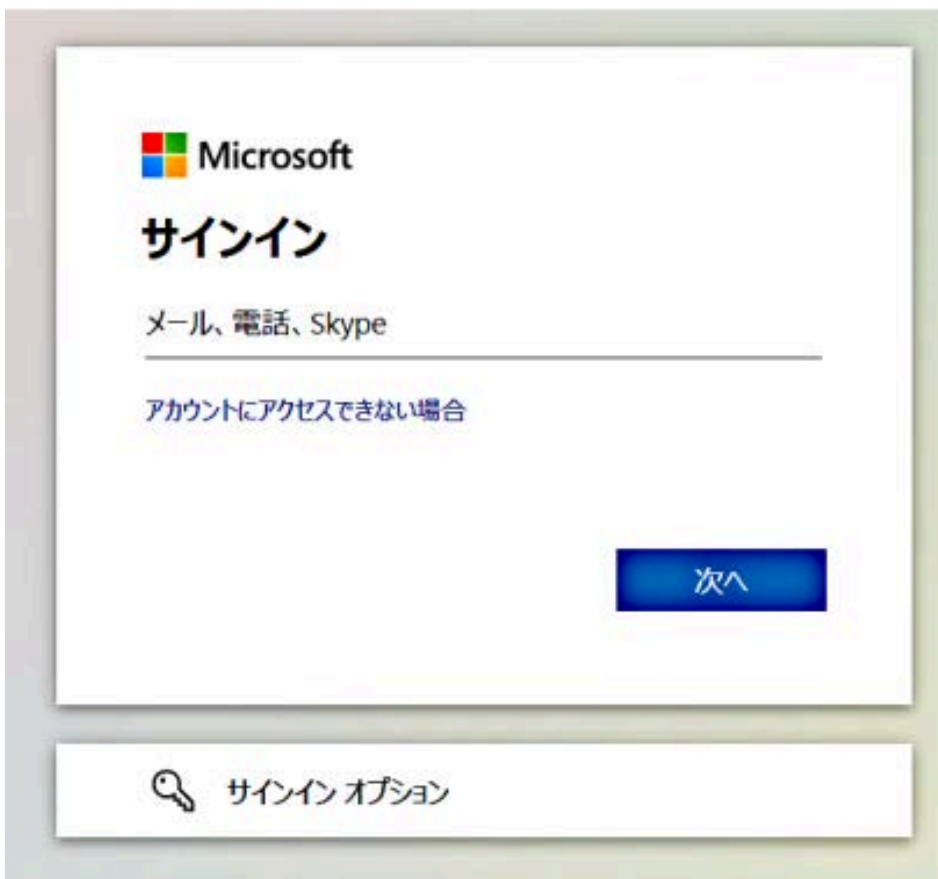 Microsoft
サインイン
メール、電話、Skype
アカウントにアクセスできない場合
次へ
サインイン オプション